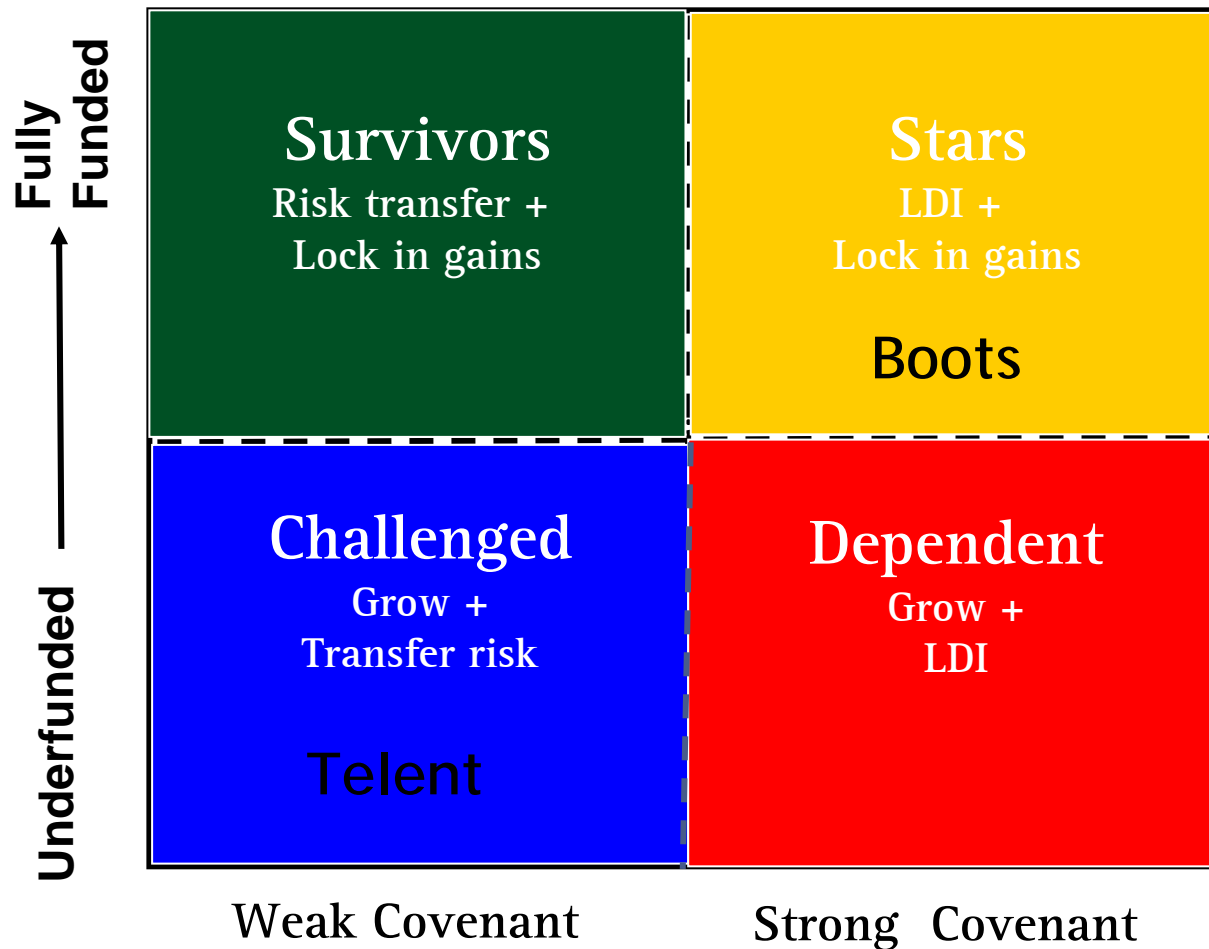 Fully
Funded
Survivors
Risk transfer +
Lock in gains
Stars
LDI +
Lock in gains
Boots
Underfunded
Challenged
Grow +
Transfer risk
Telent
Dependent
Grow +
LDI
Weak Covenant
Strong Covenant